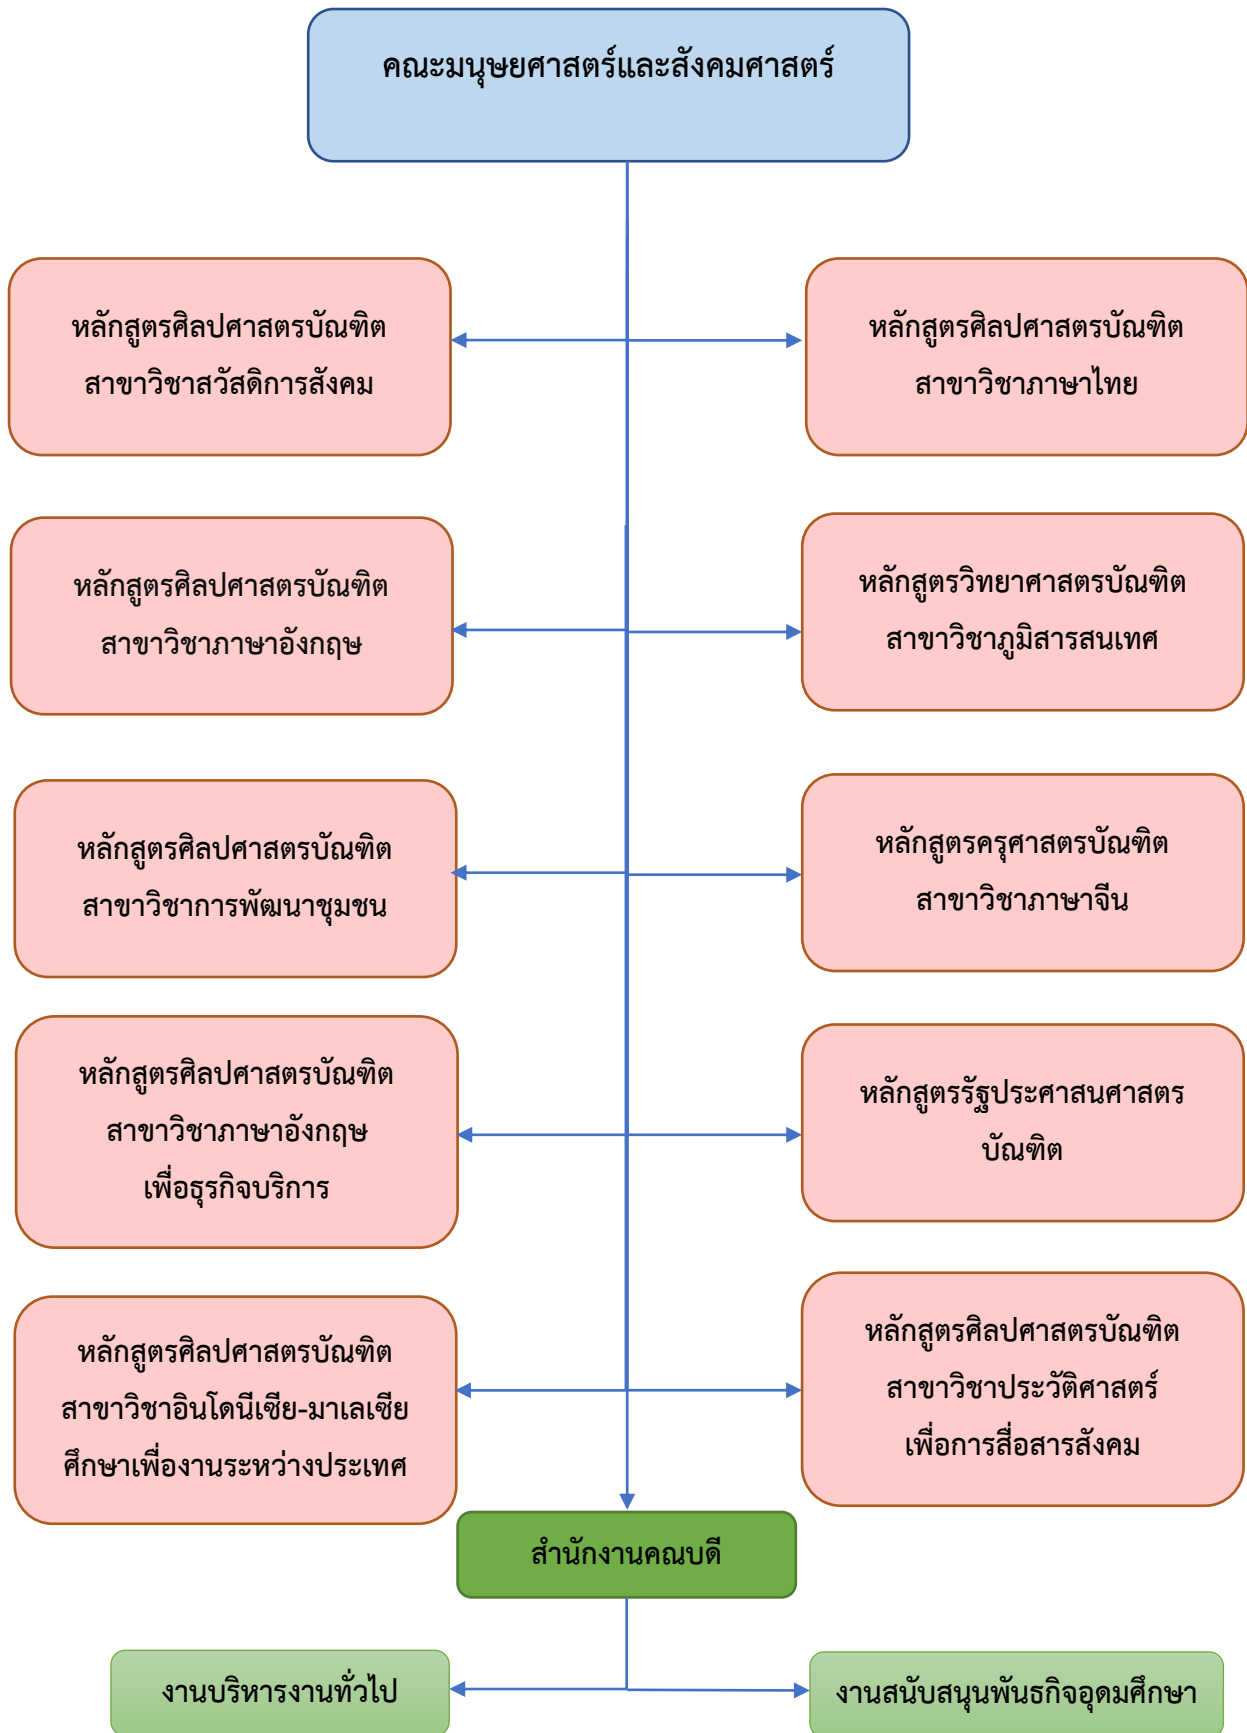 คณะมนุษยศาสตร์และสังคมศาสตร์
หลักสูตรศิลปศาสตรบัณฑิต
สาขาวิชาสวัสดิการสังคม
หลักสูตรศิลปศาสตรบัณฑิต
สาขาวิชาภาษาไทย
หลักสูตรศิลปศาสตรบัณฑิต
สาขาวิชาภาษาอังกฤษ
หลักสูตรวิทยาศาสตรบัณฑิต
สาขาวิชาภูมิสารสนเทศ
หลักสูตรศิลปศาสตรบัณฑิต
สาขาวิชาการพัฒนาชุมชน
หลักสูตรครุศาสตรบัณฑิต
สาขาวิชาภาษาจีน
หลักสูตรศิลปศาสตรบัณฑิต
สาขาวิชาภาษาอังกฤษ
เพื่อธุรกิจบริการ
หลักสูตรรัฐประศาสนศาสตร
บัณฑิต
หลักสูตรศิลปศาสตรบัณฑิต
สาขาวิชาอินโดนีเซีย-มาเลเซีย
ศึกษาเพื่องานระหว่างประเทศ
หลักสูตรศิลปศาสตรบัณฑิต
สาขาวิชาประวัติศาสตร์
เพื่อการสื่อสารสังคม
สำนักงานคณบดี
งานบริหารงานทั่วไป
งานสนับสนุนพันธกิจอุดมศึกษา